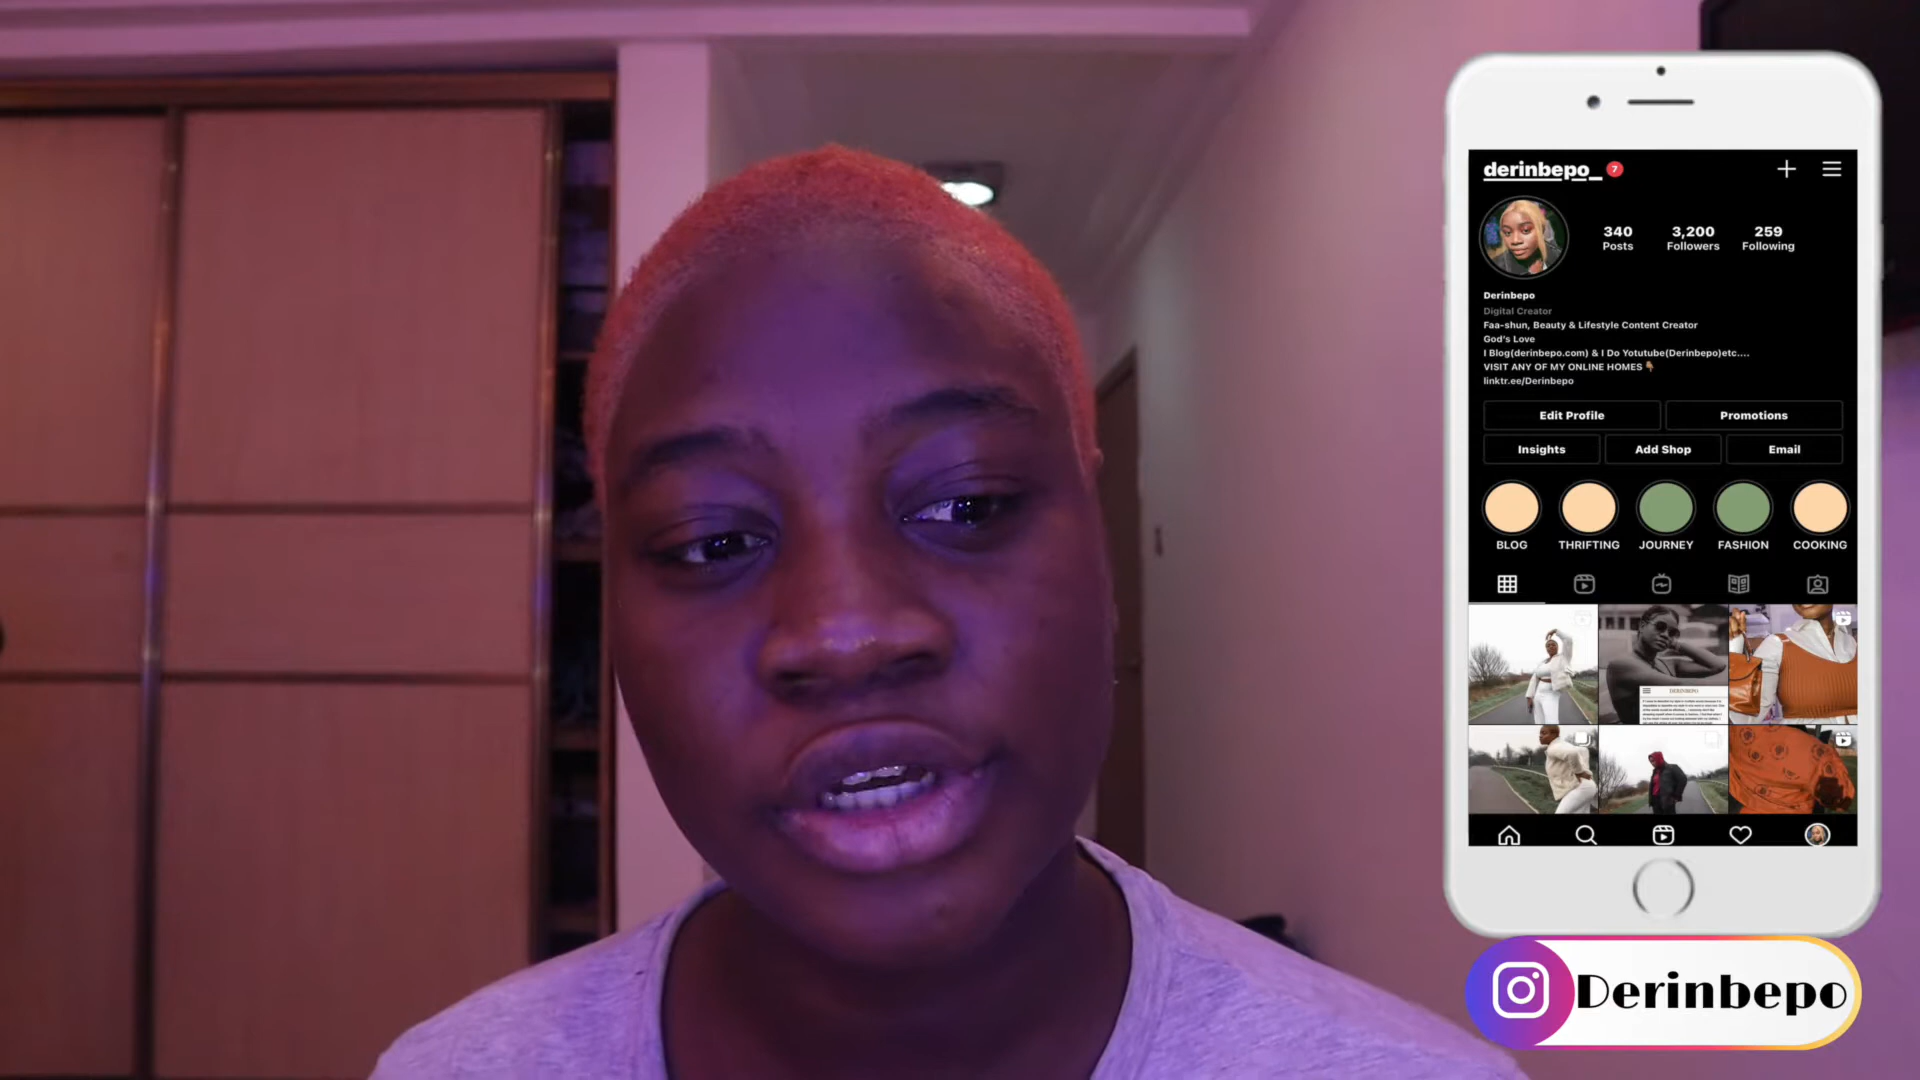 derinbepo_ 7
340 3,200 259
Posts Followers Following
Derinbepo
Digital Creator
Faa-shun, Beauty & Lifestyle Content Creator
God's Love
I Blog(derinbepo.com) & I Do Yotutube(Derinbepo)etc....
VISIT ANY OF MY ONLINE HOMES
linktr.ee/Derinbepo
Edit Profile Promotions
Insights Add Shop Email
BLOG THRIFTING JOURNEY FASHION COOKING
DERINBEPO
Derinbepo